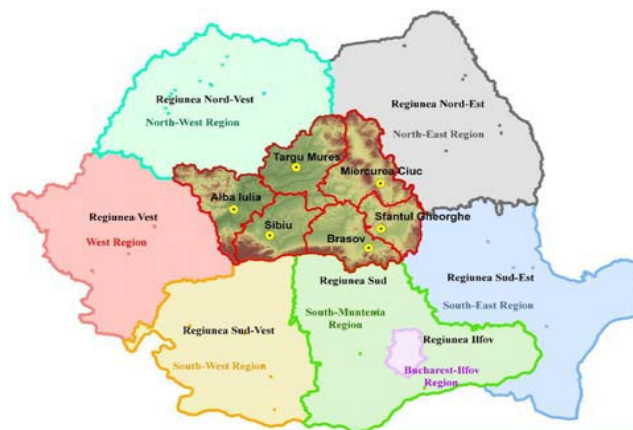 Regiunea Nord-Vest
North-West Region
Regiunea Nord-Est
North-East Region
Targu Mures
Miercurea Ciuc
Alba Iulia
Sibiu
Sfantul Gheorghe
Brasov
Regiunea Vest
West Region
Regiunea Sud
South-Muntenia
Region
Regiunea Sud-Est
South-East Region
Regiunea Sud-Vest
South-West Region
Regiunea Ilfov
Bucharest-Ilfov
Region